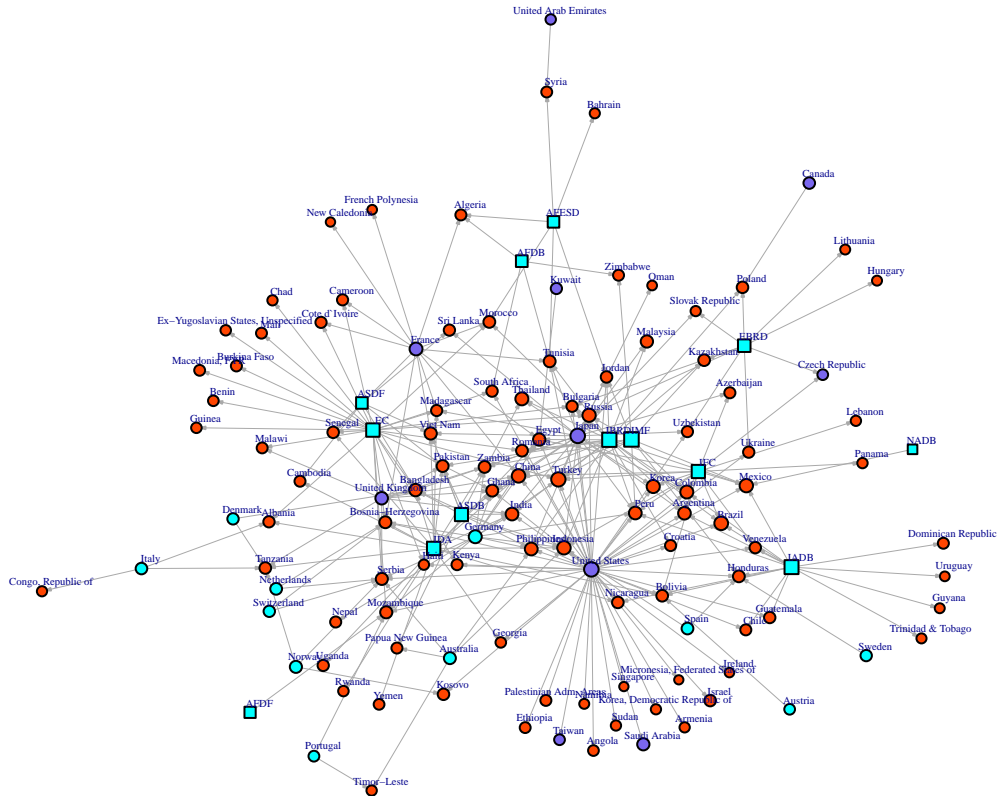 United Arab Emirates
Syria
Bahrain
Canada
French Polynesia
New Caledonia
Algeria
AFESD
Lithuania
AFDB
Zimbabwe
Oman
Hungary
Kuwait
Poland
Chad
Cameroon
Slovak Republic
Cote d`Ivoire
Sri Lanka
Morocco
Ex−Yugoslavian States, Unspecified
Mali
Malaysia
France
EBRD
Macedonia,
Burkina Faso
Tunisia
Kazakhstan
Jordan
Czech Republic
South Africa
Thailand
Azerbaijan
Benin
ASDF
Madagascar
Bulgaria
Russia
Guinea
Senegal
EC
Viet Nam
Egypt
Japan
IBRD
IMF
Uzbekistan
Lebanon
Malawi
Romania
Ukraine
NADB
Pakistan
Zambia
China
Turkey
IFC
Panama
Cambodia
United Kingdom
Bangladesh
Ghana
Korea
Colombia
Mexico
Denmark
Albania
Bosnia−Herzegovina
ASDB
India
Peru
Argentina
Brazil
Germany
Italy
Tanzania
IDA
Haiti
Kenya
Philippines
Indonesia
Croatia
Venezuela
Dominican Republic
Congo, Republic of
Netherlands
Serbia
United States
Honduras
IADB
Uruguay
Switzerland
Mozambique
Nicaragua
Bolivia
Guyana
Nepal
Spain
Chile
Guatemala
Trinidad & Tobago
Papua New Guinea
Australia
Georgia
Norway
Uganda
Sweden
Micronesia, Federated States of
Ireland
Singapore
Rwanda
Yemen
Kosovo
Palestinian Adm. Areas
Namibia
Korea, Democratic Republic of
Israel
Austria
AFDF
Ethiopia
Taiwan
Sudan
Saudi Arabia
Armenia
Portugal
Angola
Timor−Leste